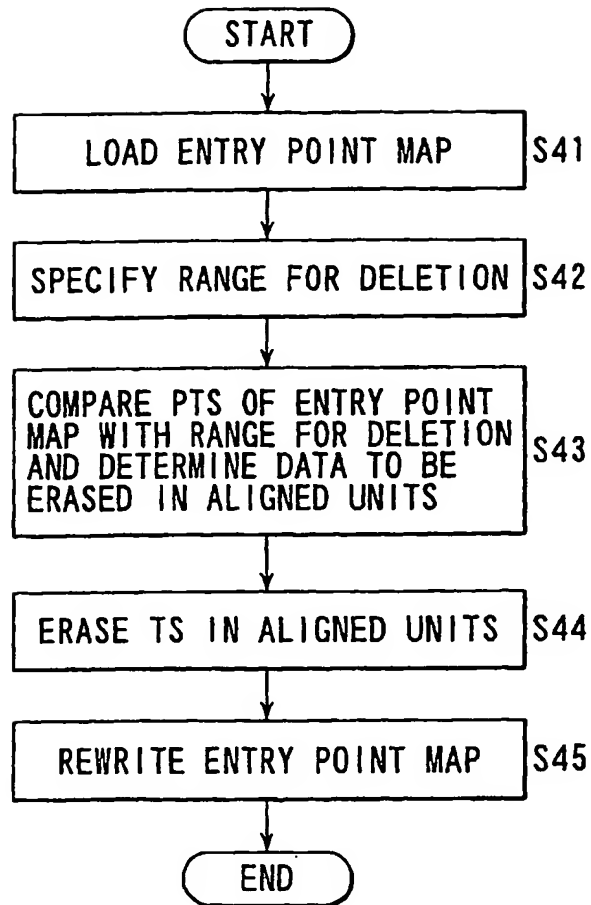 START
LOAD ENTRY POINT MAP
S41
SPECIFY RANGE FOR DELETION
S42
COMPARE PTS OF ENTRY POINT
MAP WITH RANGE FOR DELETION
AND DETERMINE DATA TO BE
ERASED IN ALIGNED UNITS
S43
ERASE TS IN ALIGNED UNITS
S44
REWRITE ENTRY POINT MAP
S45
END